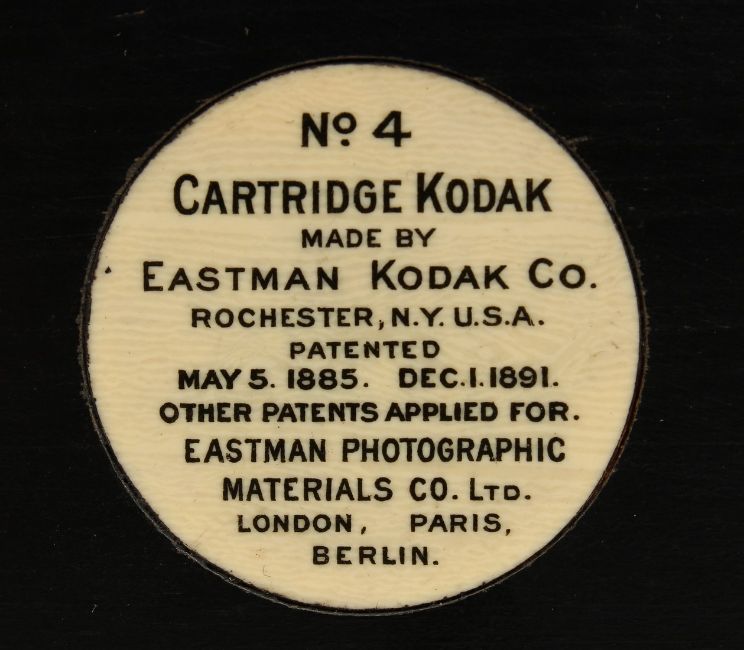 Nº 4
CARTRIDGE KODAK
MADE BY
EASTMAN KODAK CO.
ROCHESTER, N.Y. U.S.A.
PATENTED
MAY 5. 1885. DEC.1.1891.
OTHER PATENTS APPLIED FOR.
EASTMAN PHOTOGRAPHIC
MATERIALS CO. LTD.
LONDON, PARIS,
BERLIN.